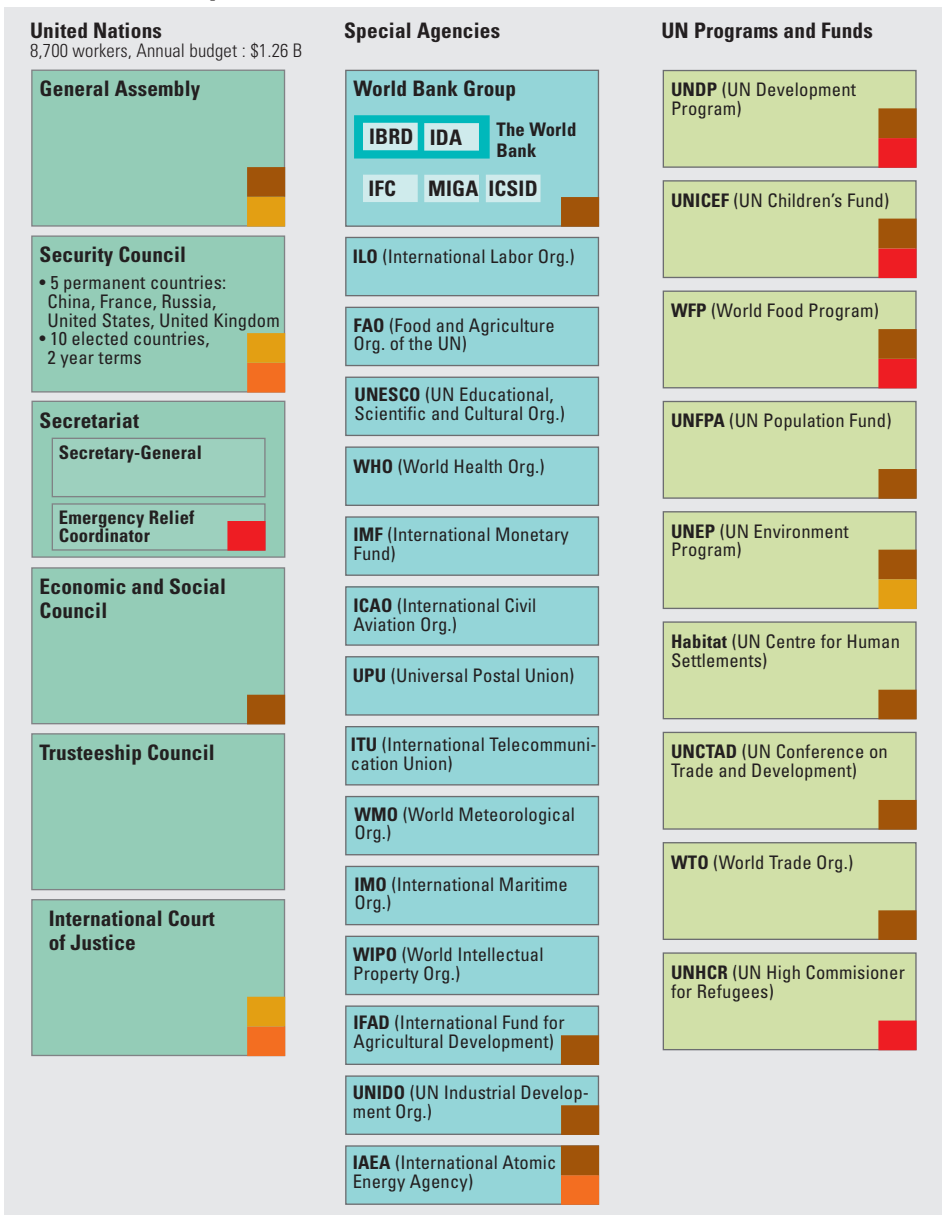 United Nations
8,700 workers, Annual budget : $1.26 B
General Assembly
Security Council
• 5 permanent countries:
China, France, Russia,
United States, United Kingdom
• 10 elected countries,
2 year terms
Secretariat
Secretary-General
Emergency Relief
Coordinator
Economic and Social
Council
Trusteeship Council
International Court
of Justice
Special Agencies
World Bank Group
IBRD IDA The World
Bank
IFC MIGA ICSID
ILO (International Labor Org.)
FAO (Food and Agriculture
Org. of the UN)
UNESCO (UN Educational,
Scientific and Cultural Org.)
WHO (World Health Org.)
IMF (International Monetary
Fund)
ICAO (International Civil
Aviation Org.)
UPU (Universal Postal Union)
ITU (International Telecommuni-
cation Union)
WMO (World Meteorological
Org.)
IMO (International Maritime
Org.)
WIPO (World Intellectual
Property Org.)
IFAD (International Fund for
Agricultural Development)
UNIDO (UN Industrial Develop-
ment Org.)
IAEA (International Atomic
Energy Agency)
UN Programs and Funds
UNDP (UN Development
Program)
UNICEF (UN Children's Fund)
WFP (World Food Program)
UNFPA (UN Population Fund)
UNEP (UN Environment
Program)
Habitat (UN Centre for Human
Settlements)
UNCTAD (UN Conference on
Trade and Development)
WTO (World Trade Org.)
UNHCR (UN High Commisioner
for Refugees)